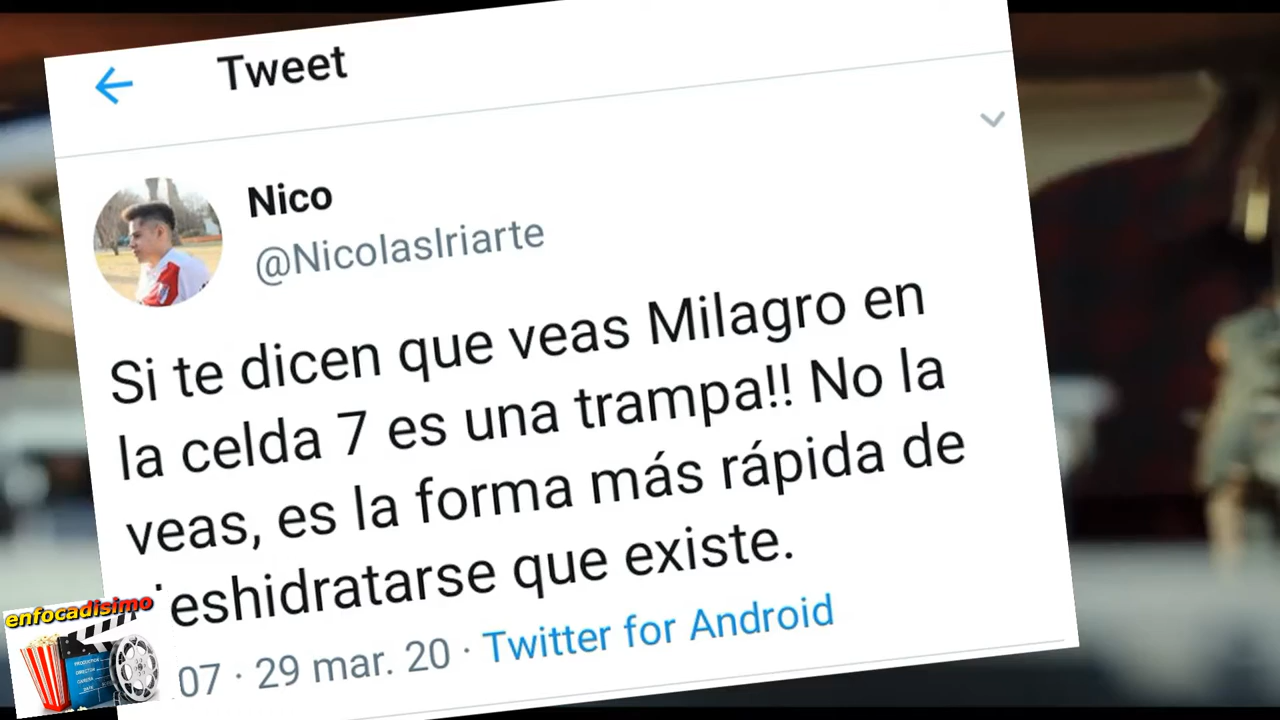 Tweet
Nico
@NicolasIriarte
Si te dicen que veas Milagro en
la celda 7 es una trampa!! No la
veas, es la forma más rápida de
eshidratarse que existe.
07 · 29 mar. 20 · Twitter for Android
enfocadisimo